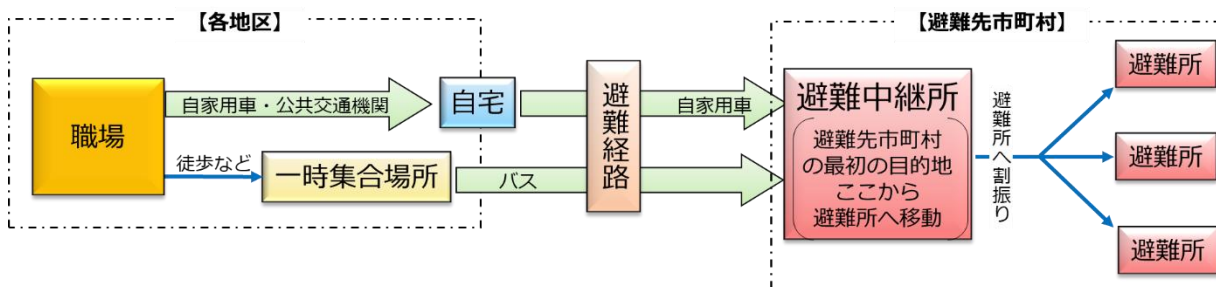 【各地区】
【避難先市町村】
職場
自家用車・公共交通機関
自宅
徒歩など
一時集合場所
バス
避難経路
自家用車
避難中継所
避難先市町村
の最初の目的地
ここから
避難所へ移動
避難所へ割振り
避難所
避難所
避難所